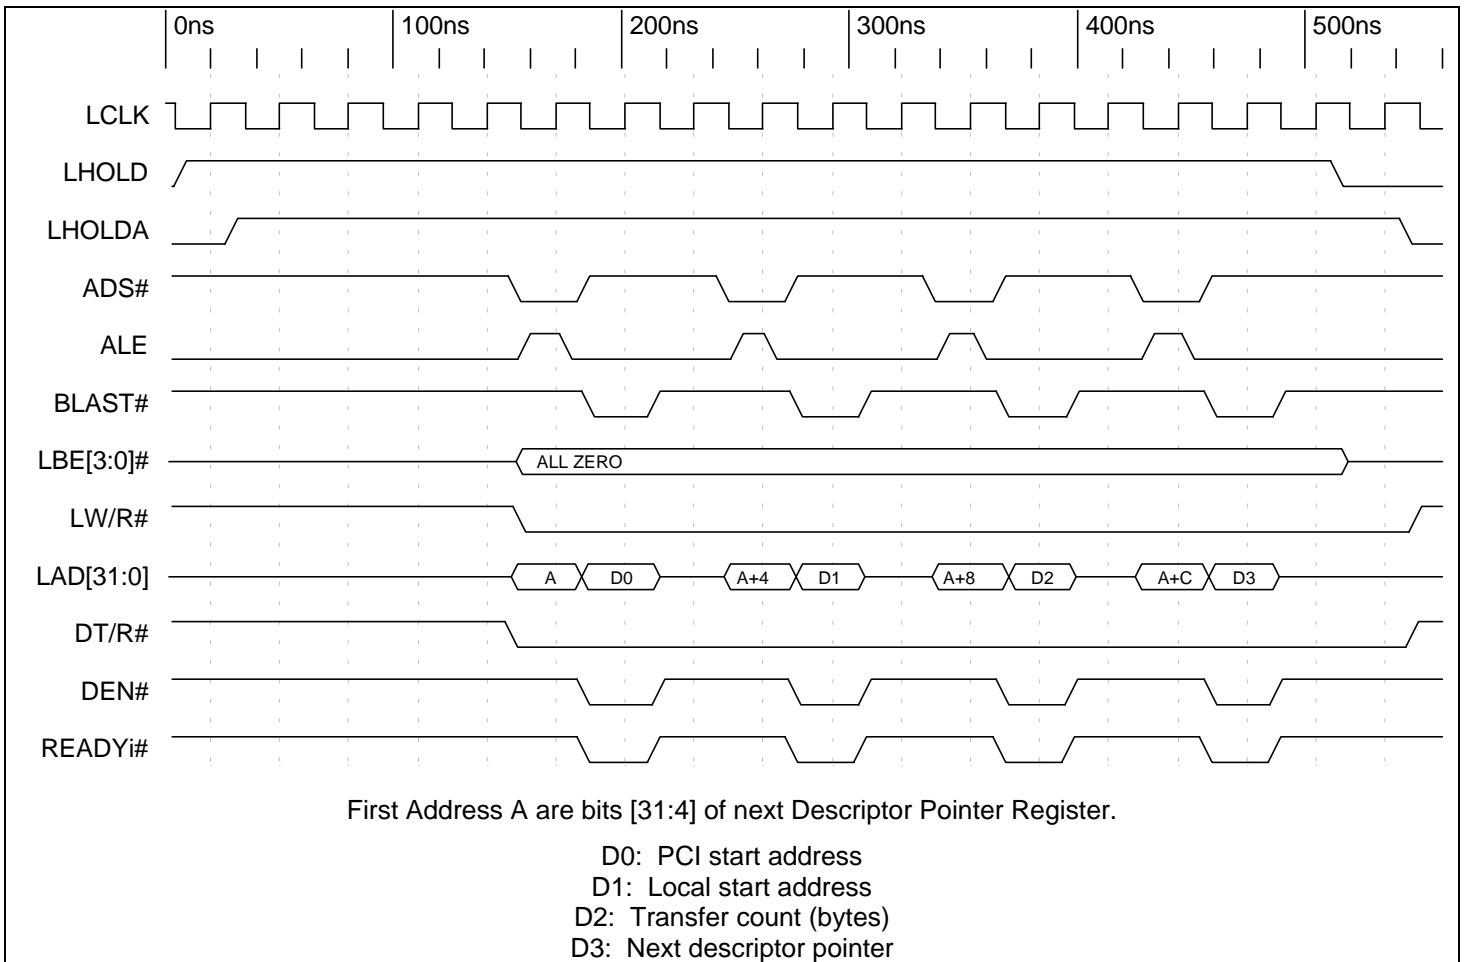 0ns 100ns 200ns 300ns 400ns 500ns
LCLK
LHOLD
LHOLDA
ADS#
ALE
BLAST#
LBE[3:0]# ALL ZERO
LW/R#
LAD[31:0] A D0 A+4 D1 A+8 D2 A+C D3
DT/R#
DEN#
READYi#
First Address A are bits [31:4] of next Descriptor Pointer Register.
D0: PCI start address
D1: Local start address
D2: Transfer count (bytes)
D3: Next descriptor pointer